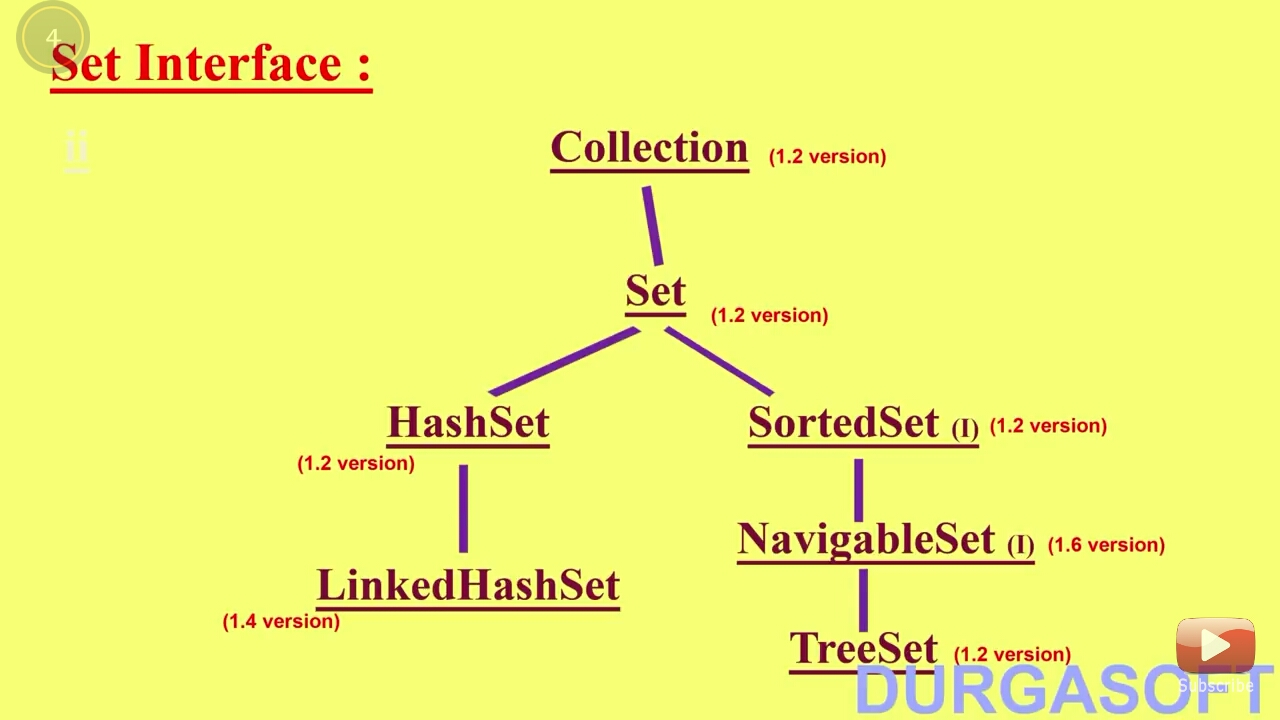 4
Set Interface :
ii
Collection (1.2 version)
Set (1.2 version)
HashSet
SortedSet (I) (1.2 version)
(1.2 version)
NavigableSet (I) (1.6 version)
LinkedHashSet
(1.4 version)
TreeSet (1.2 version)
DURGASOFT
Subscribe